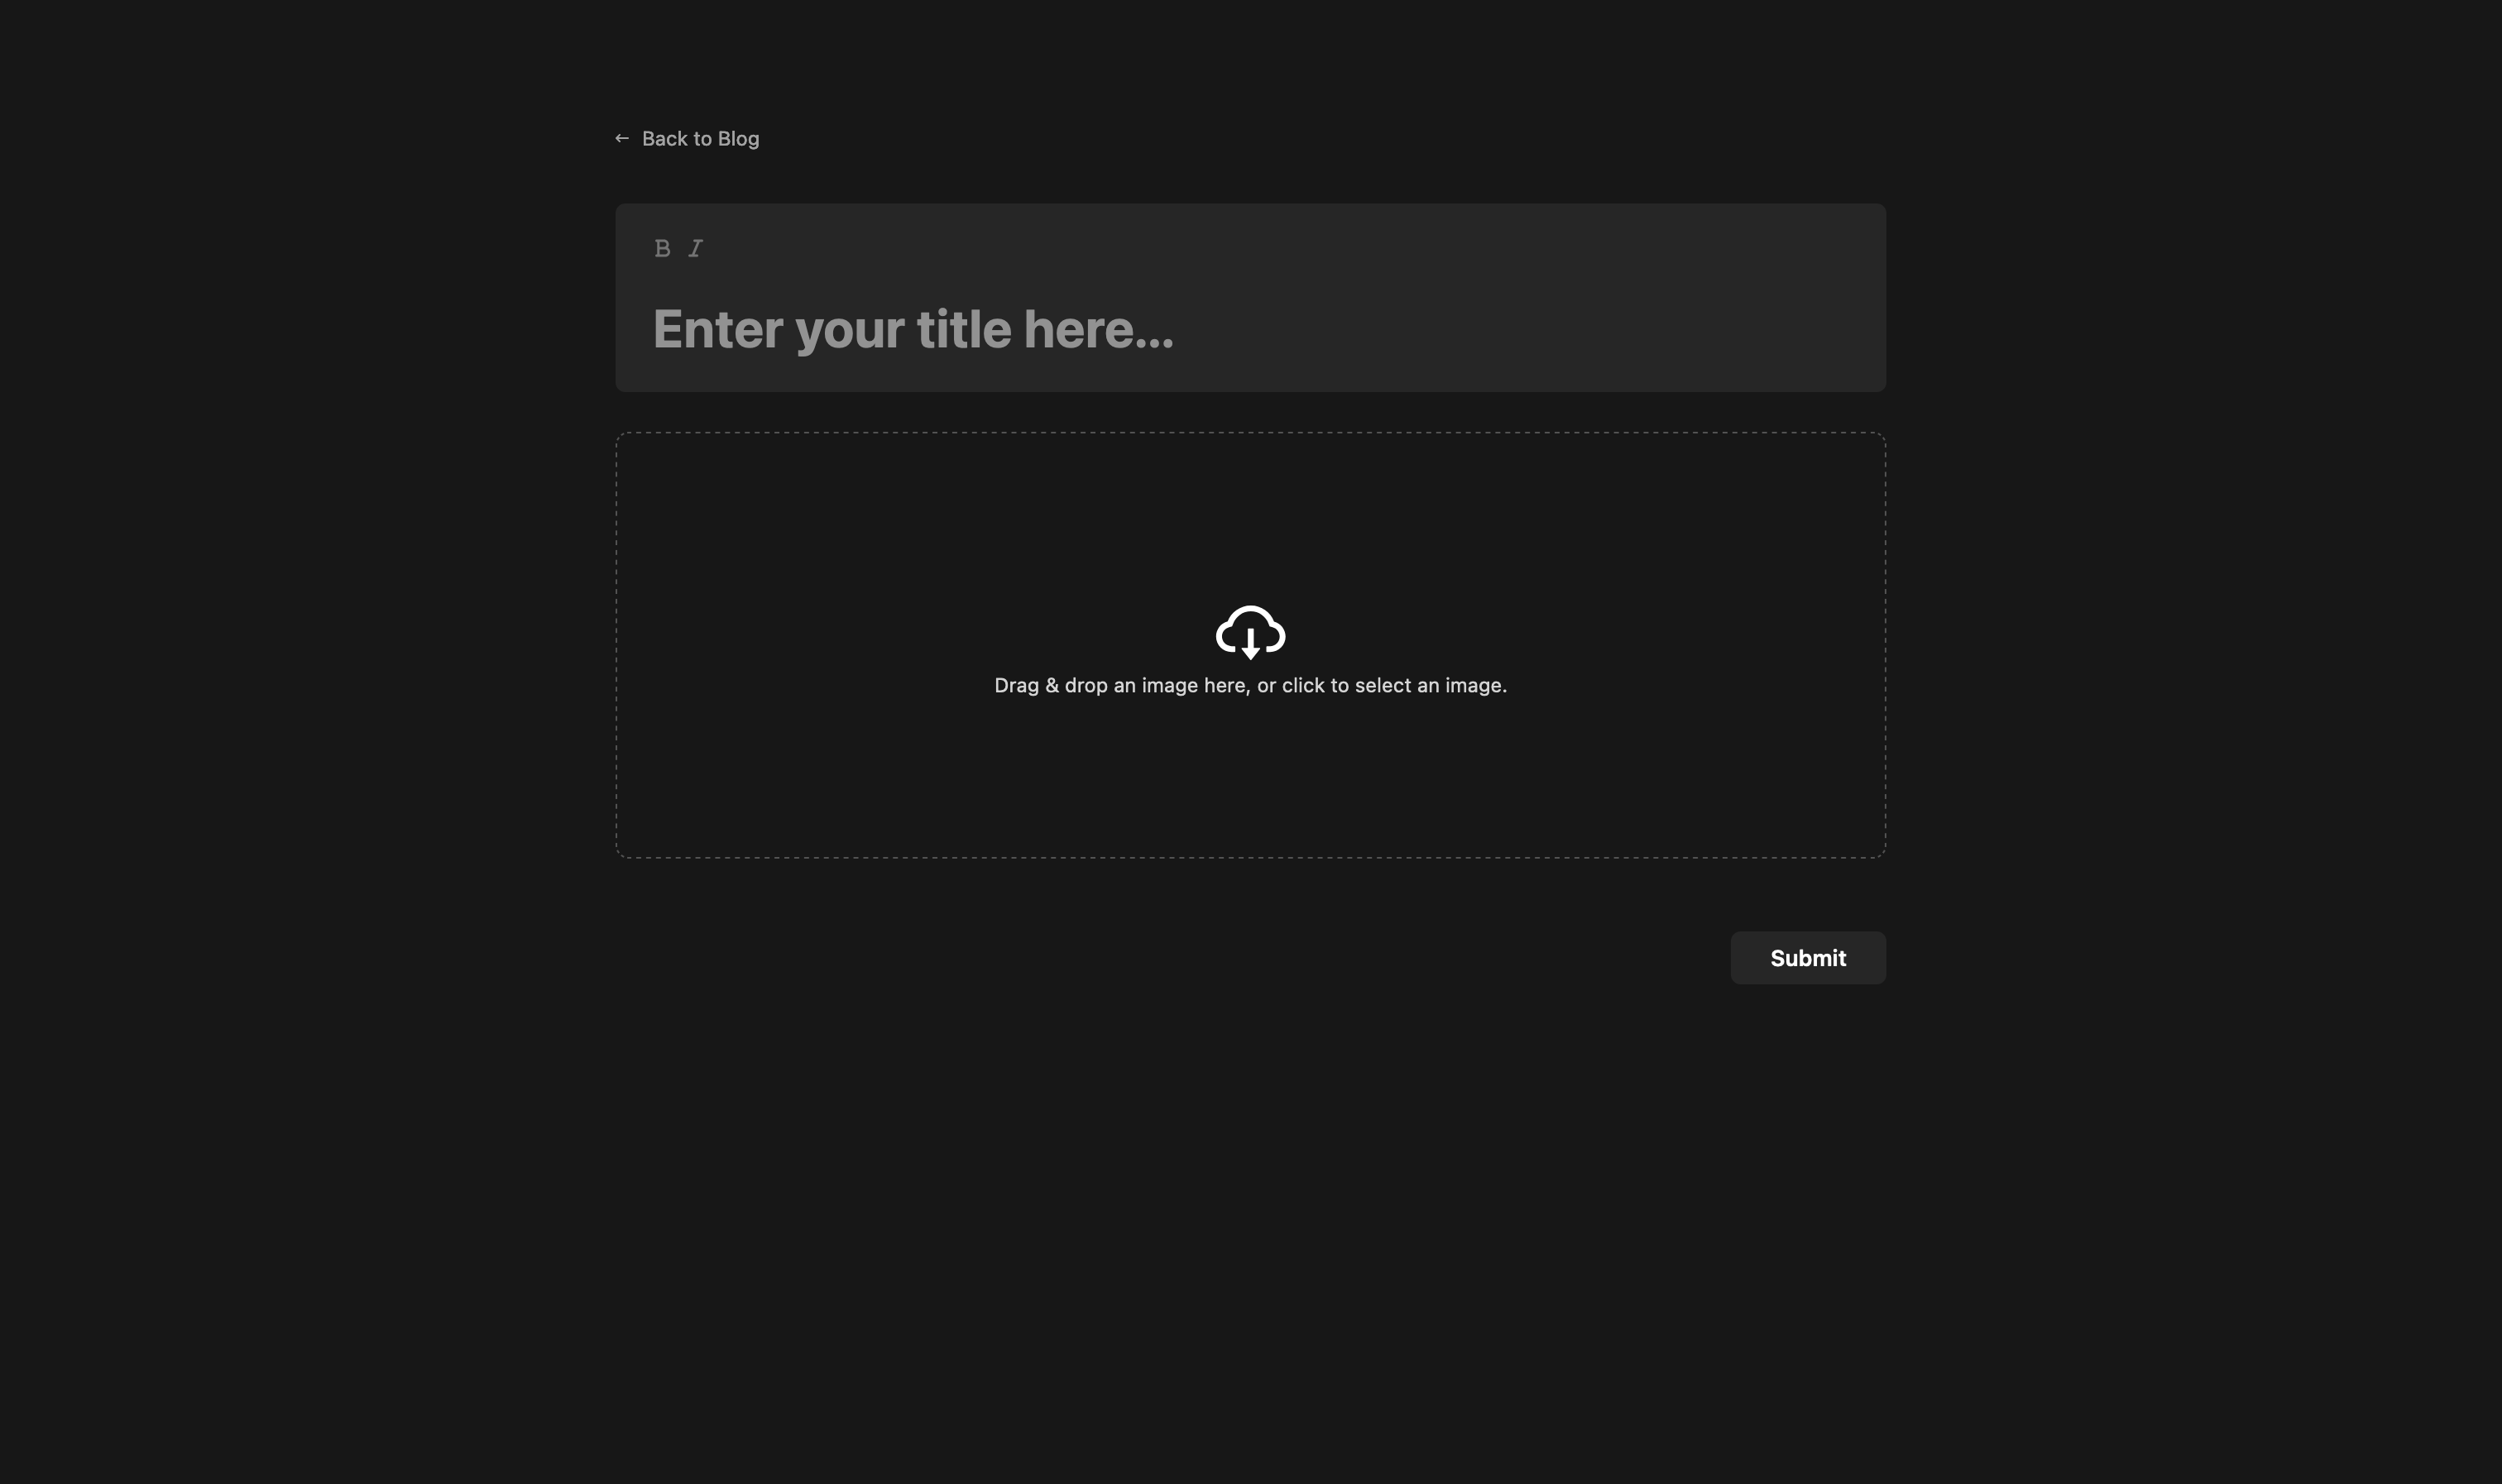 ← Back to Blog
B I
Enter your title here...
Drag & drop an image here, or click to select an image.
Submit